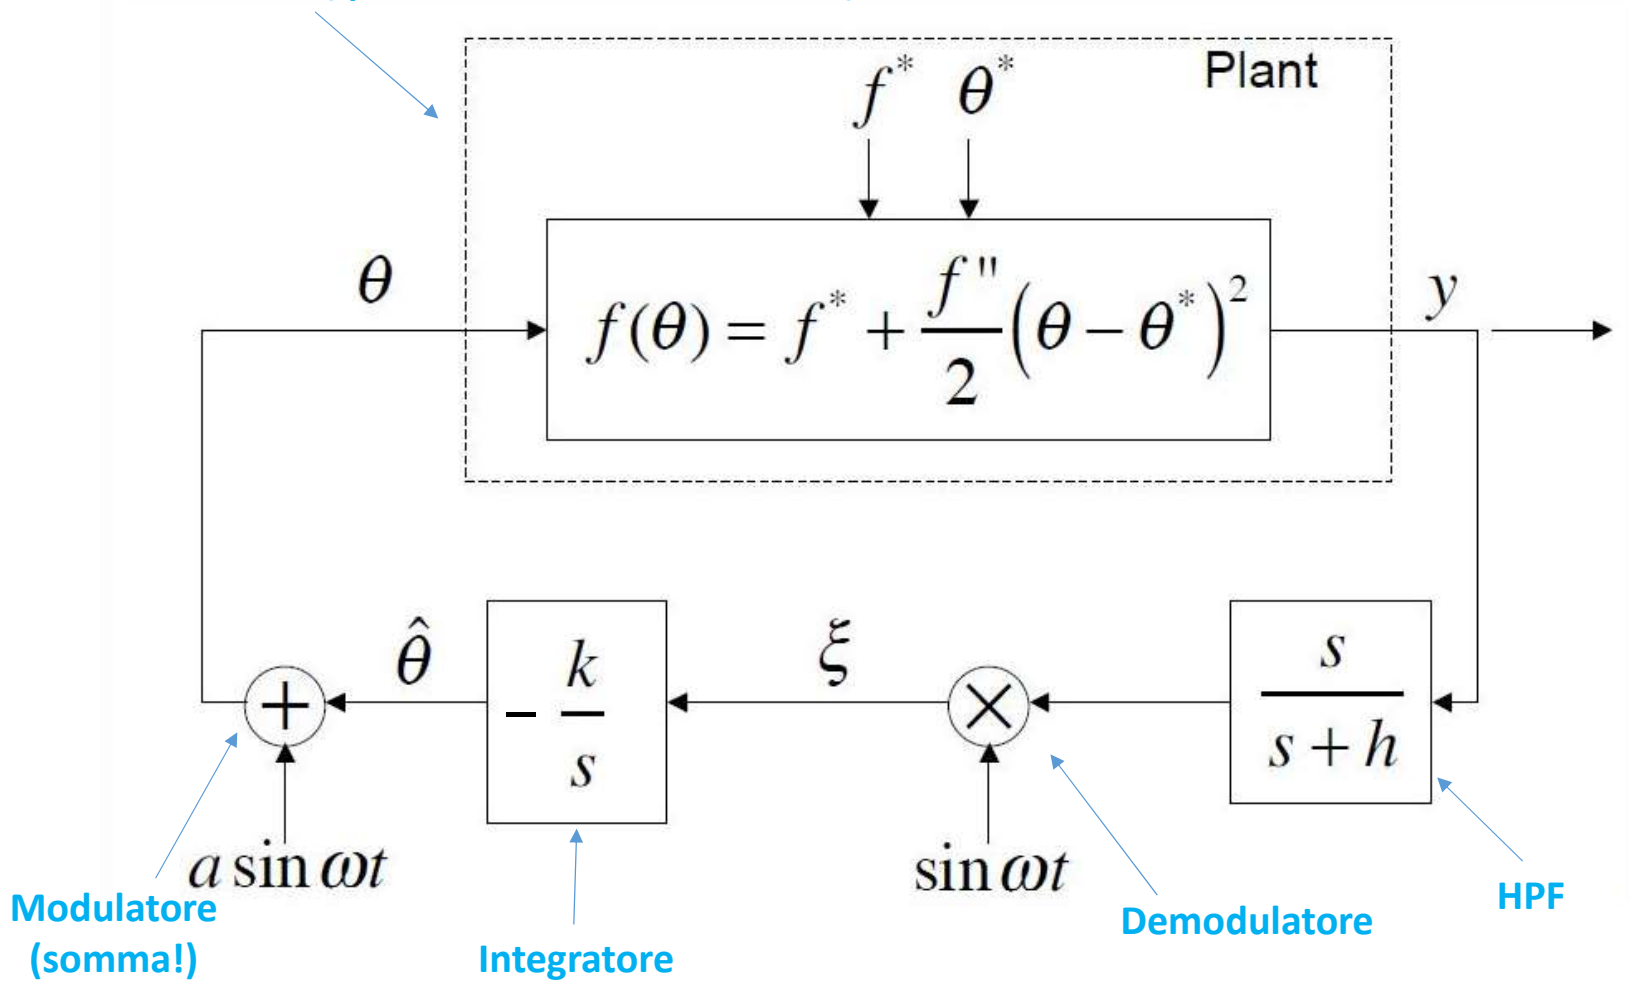 Plant
f* θ*
θ
f(θ) = f* + f"/2 (θ − θ*)²
y
θ̂
− k/s
ξ
s/(s + h)
+
×
a sin ωt
sin ωt
HPF
Modulatore
(somma!)
Demodulatore
Integratore